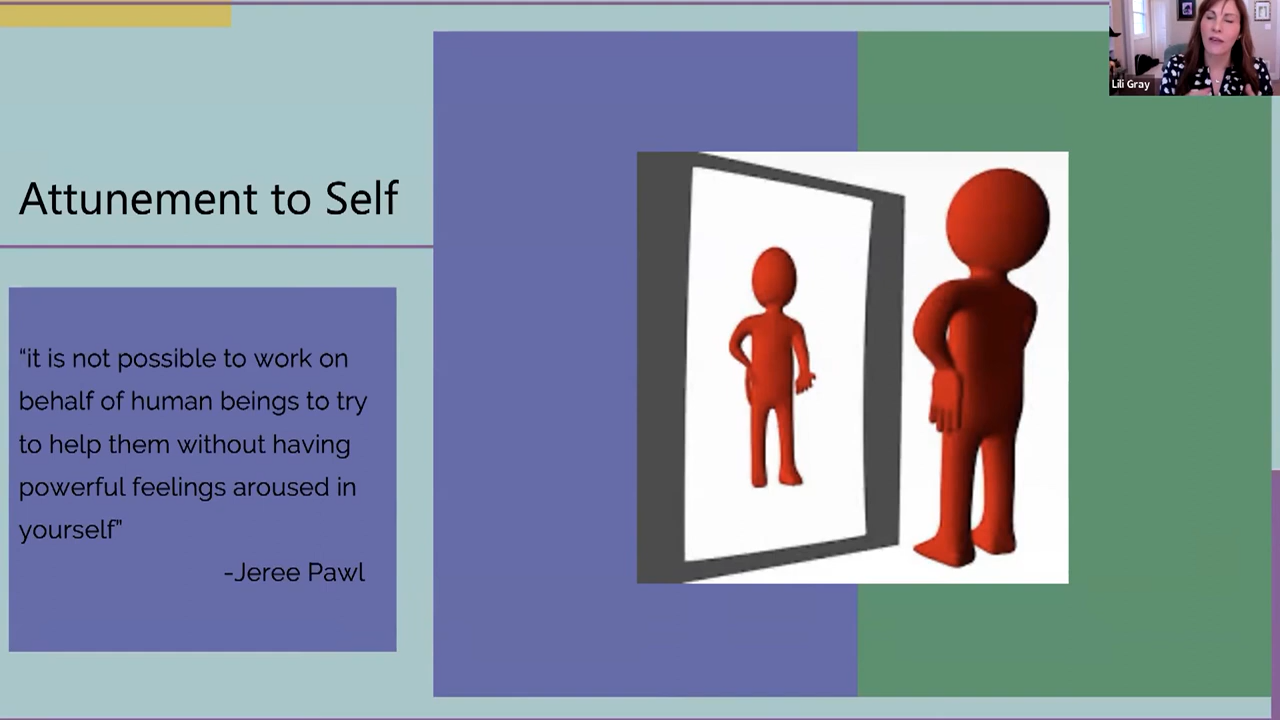 Lili Gray
Attunement to Self
“it is not possible to work on
behalf of human beings to try
to help them without having
powerful feelings aroused in
yourself”
-Jeree Pawl